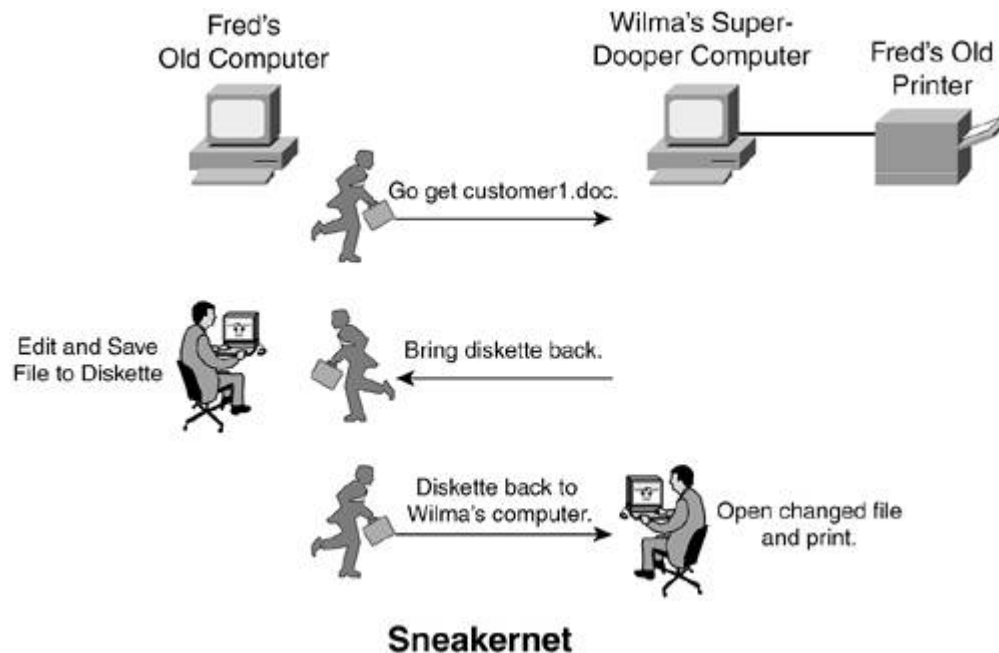 Fred's
Old Computer
Wilma's Super-
Dooper Computer
Fred's Old
Printer
Go get customer1.doc.
Edit and Save
File to Diskette
Bring diskette back.
Diskette back to
Wilma's computer.
Open changed file
and print.
Sneakernet